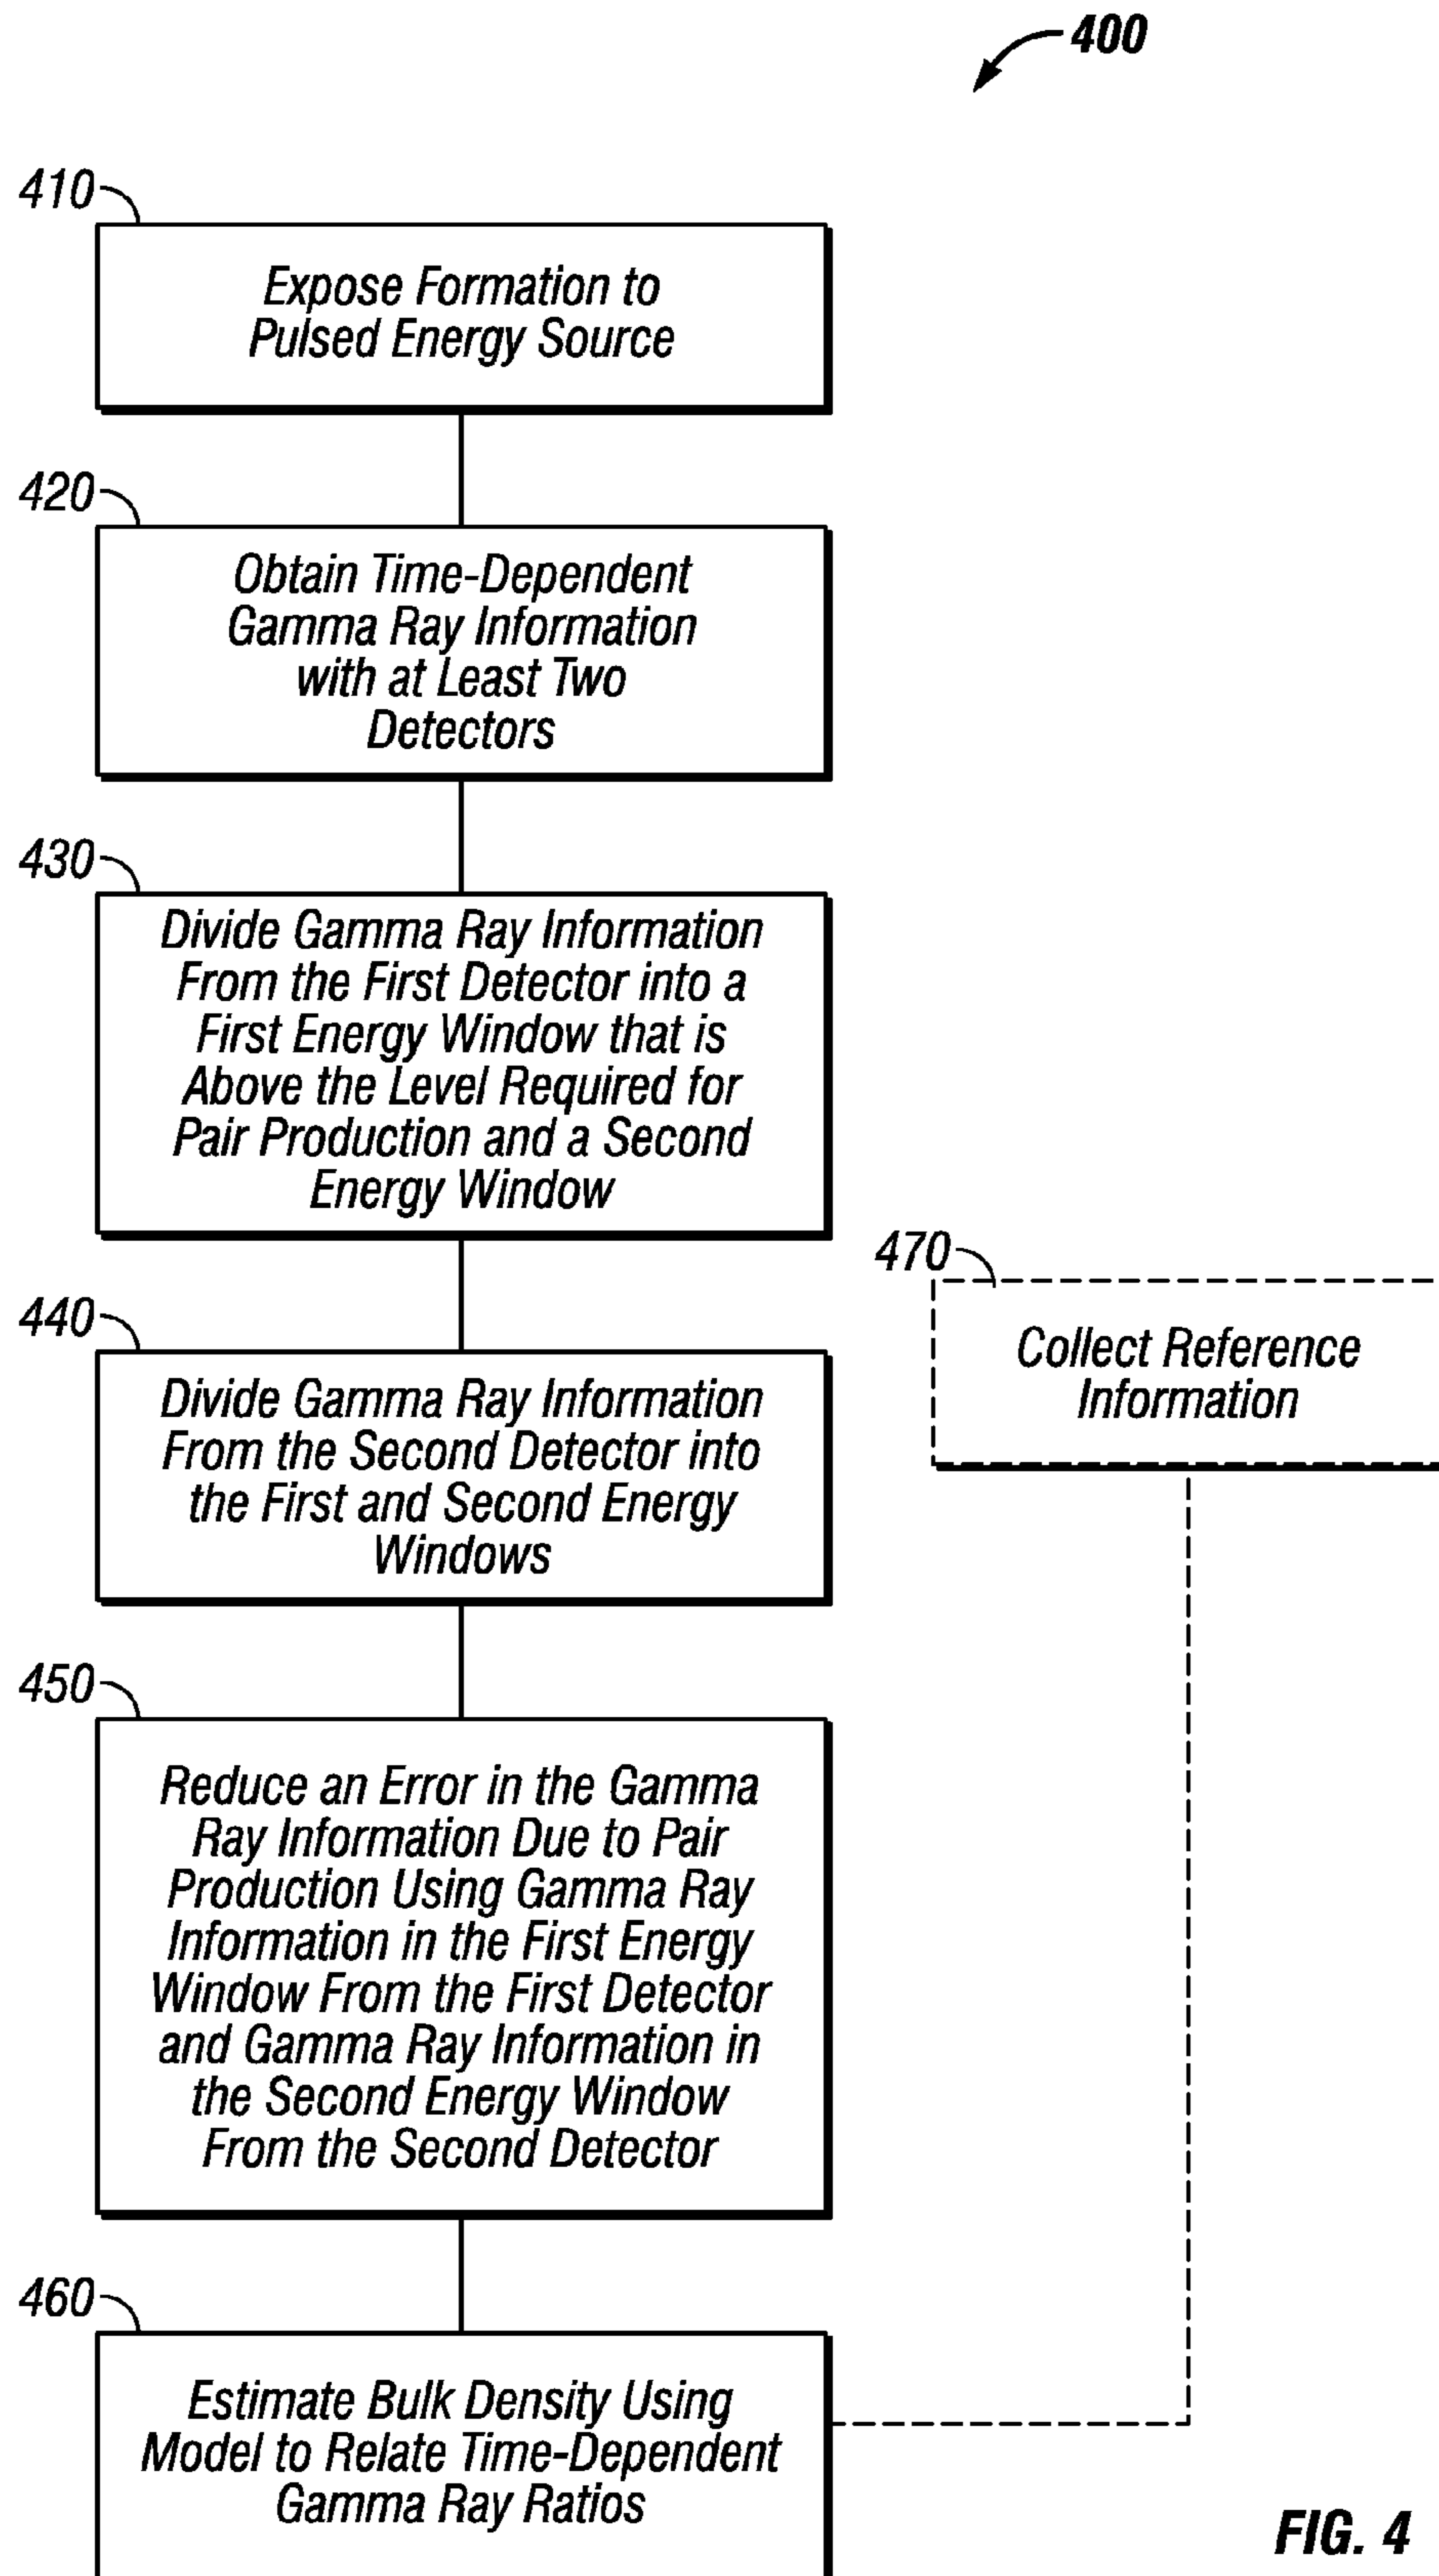 400
410
Expose Formation to
Pulsed Energy Source
420
Obtain Time-Dependent
Gamma Ray Information
with at Least Two
Detectors
430
Divide Gamma Ray Information
From the First Detector into a
First Energy Window that is
Above the Level Required for
Pair Production and a Second
Energy Window
440
Divide Gamma Ray Information
From the Second Detector into
the First and Second Energy
Windows
470
Collect Reference
Information
450
Reduce an Error in the Gamma
Ray Information Due to Pair
Production Using Gamma Ray
Information in the First Energy
Window From the First Detector
and Gamma Ray Information in
the Second Energy Window
From the Second Detector
460
Estimate Bulk Density Using
Model to Relate Time-Dependent
Gamma Ray Ratios
FIG. 4